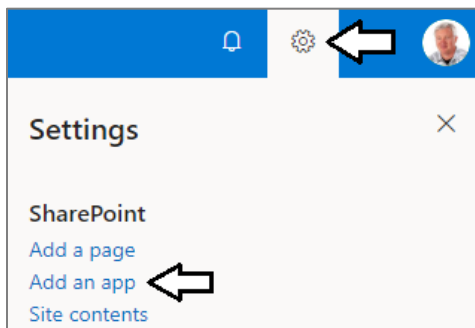 Settings
SharePoint
Add a page
Add an app
Site contents